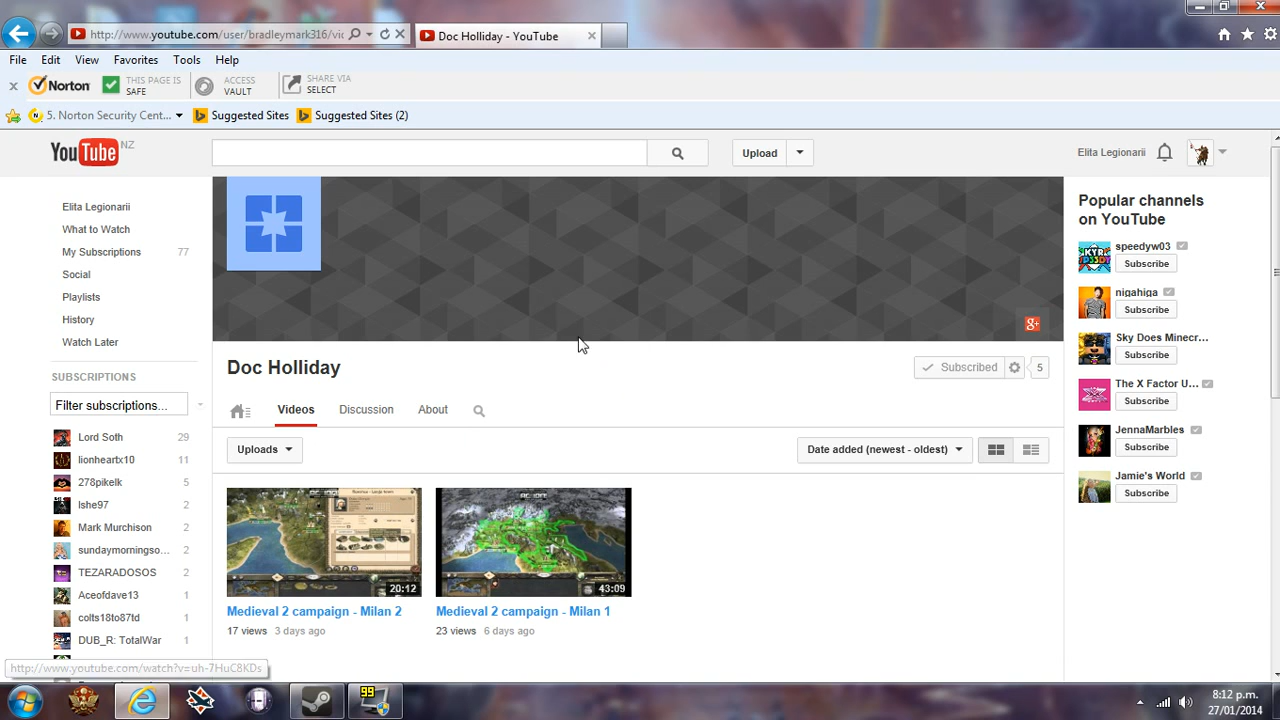 http://www.youtube.com/user/bradleymark316/vic
Doc Holliday - YouTube
File Edit View Favorites Tools Help
Norton
THIS PAGE IS
SAFE
ACCESS
VAULT
SHARE VIA
SELECT
5. Norton Security Cent...
Suggested Sites
Suggested Sites (2)
YouTube NZ
Upload
Elita Legionarii
Elita Legionarii
What to Watch
My Subscriptions 77
Social
Playlists
History
Watch Later
SUBSCRIPTIONS
Filter subscriptions...
Lord Soth 29
lionheartx10 11
278pikelk 5
lshe97 2
Mark Murchison 2
sundaymorningso... 2
TEZARADOSOS 2
Aceofdave13 1
colts18to87td 1
DUB_R: TotalWar 1
g+
Doc Holliday
Subscribed 5
Videos Discussion About
Uploads
Date added (newest - oldest)
20:12
Medieval 2 campaign - Milan 2
17 views 3 days ago
43:09
Medieval 2 campaign - Milan 1
23 views 6 days ago
Popular channels
on YouTube
speedyw03
Subscribe
nigahiga
Subscribe
Sky Does Minecr...
Subscribe
The X Factor U...
Subscribe
JennaMarbles
Subscribe
Jamie's World
Subscribe
http://www.youtube.com/watch?v=uh-7HuC8KDs
99
8:12 p.m.
27/01/2014